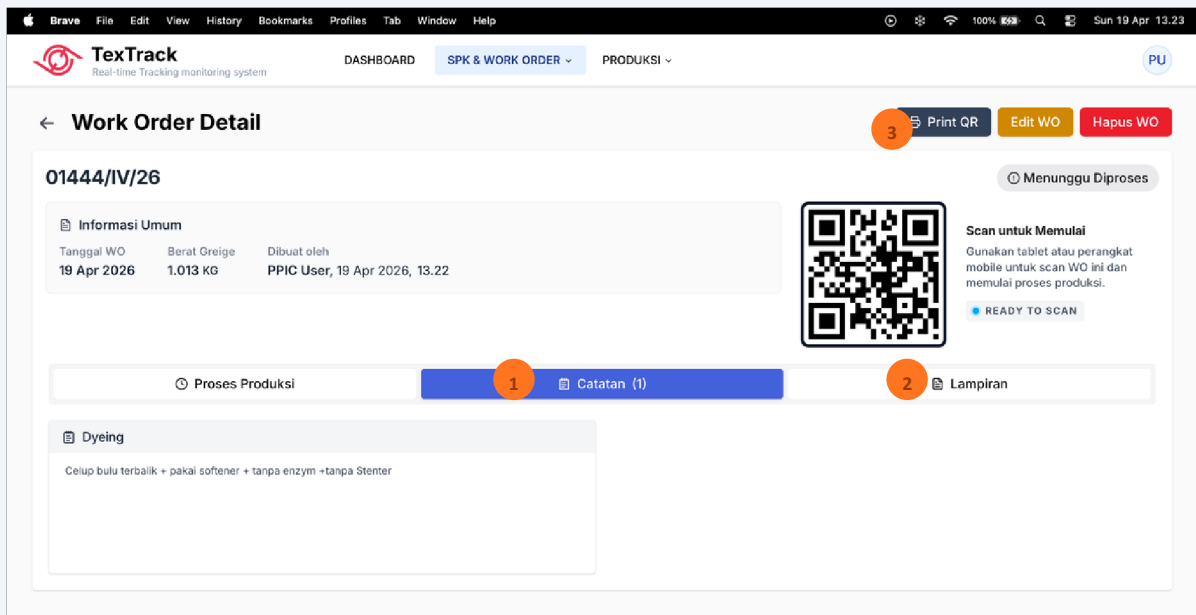 Brave File Edit View History Bookmarks Profiles Tab Window Help 100% Sun 19 Apr 13.23
TexTrack
Real-time Tracking monitoring system
DASHBOARD SPK & WORK ORDER PRODUKSI PU
Work Order Detail
3 Print QR Edit WO Hapus WO
01444/IV/26
Menunggu Diproses
Informasi Umum
Tanggal WO Berat Greige Dibuat oleh
19 Apr 2026 1.013 KG PPIC User, 19 Apr 2026, 13.22
Scan untuk Memulai
Gunakan tablet atau perangkat
mobile untuk scan WO ini dan
memulai proses produksi.
READY TO SCAN
Proses Produksi 1 Catatan (1) 2 Lampiran
Dyeing
Celup bulu terbalik + pakai softener + tanpa enzym +tanpa Stenter